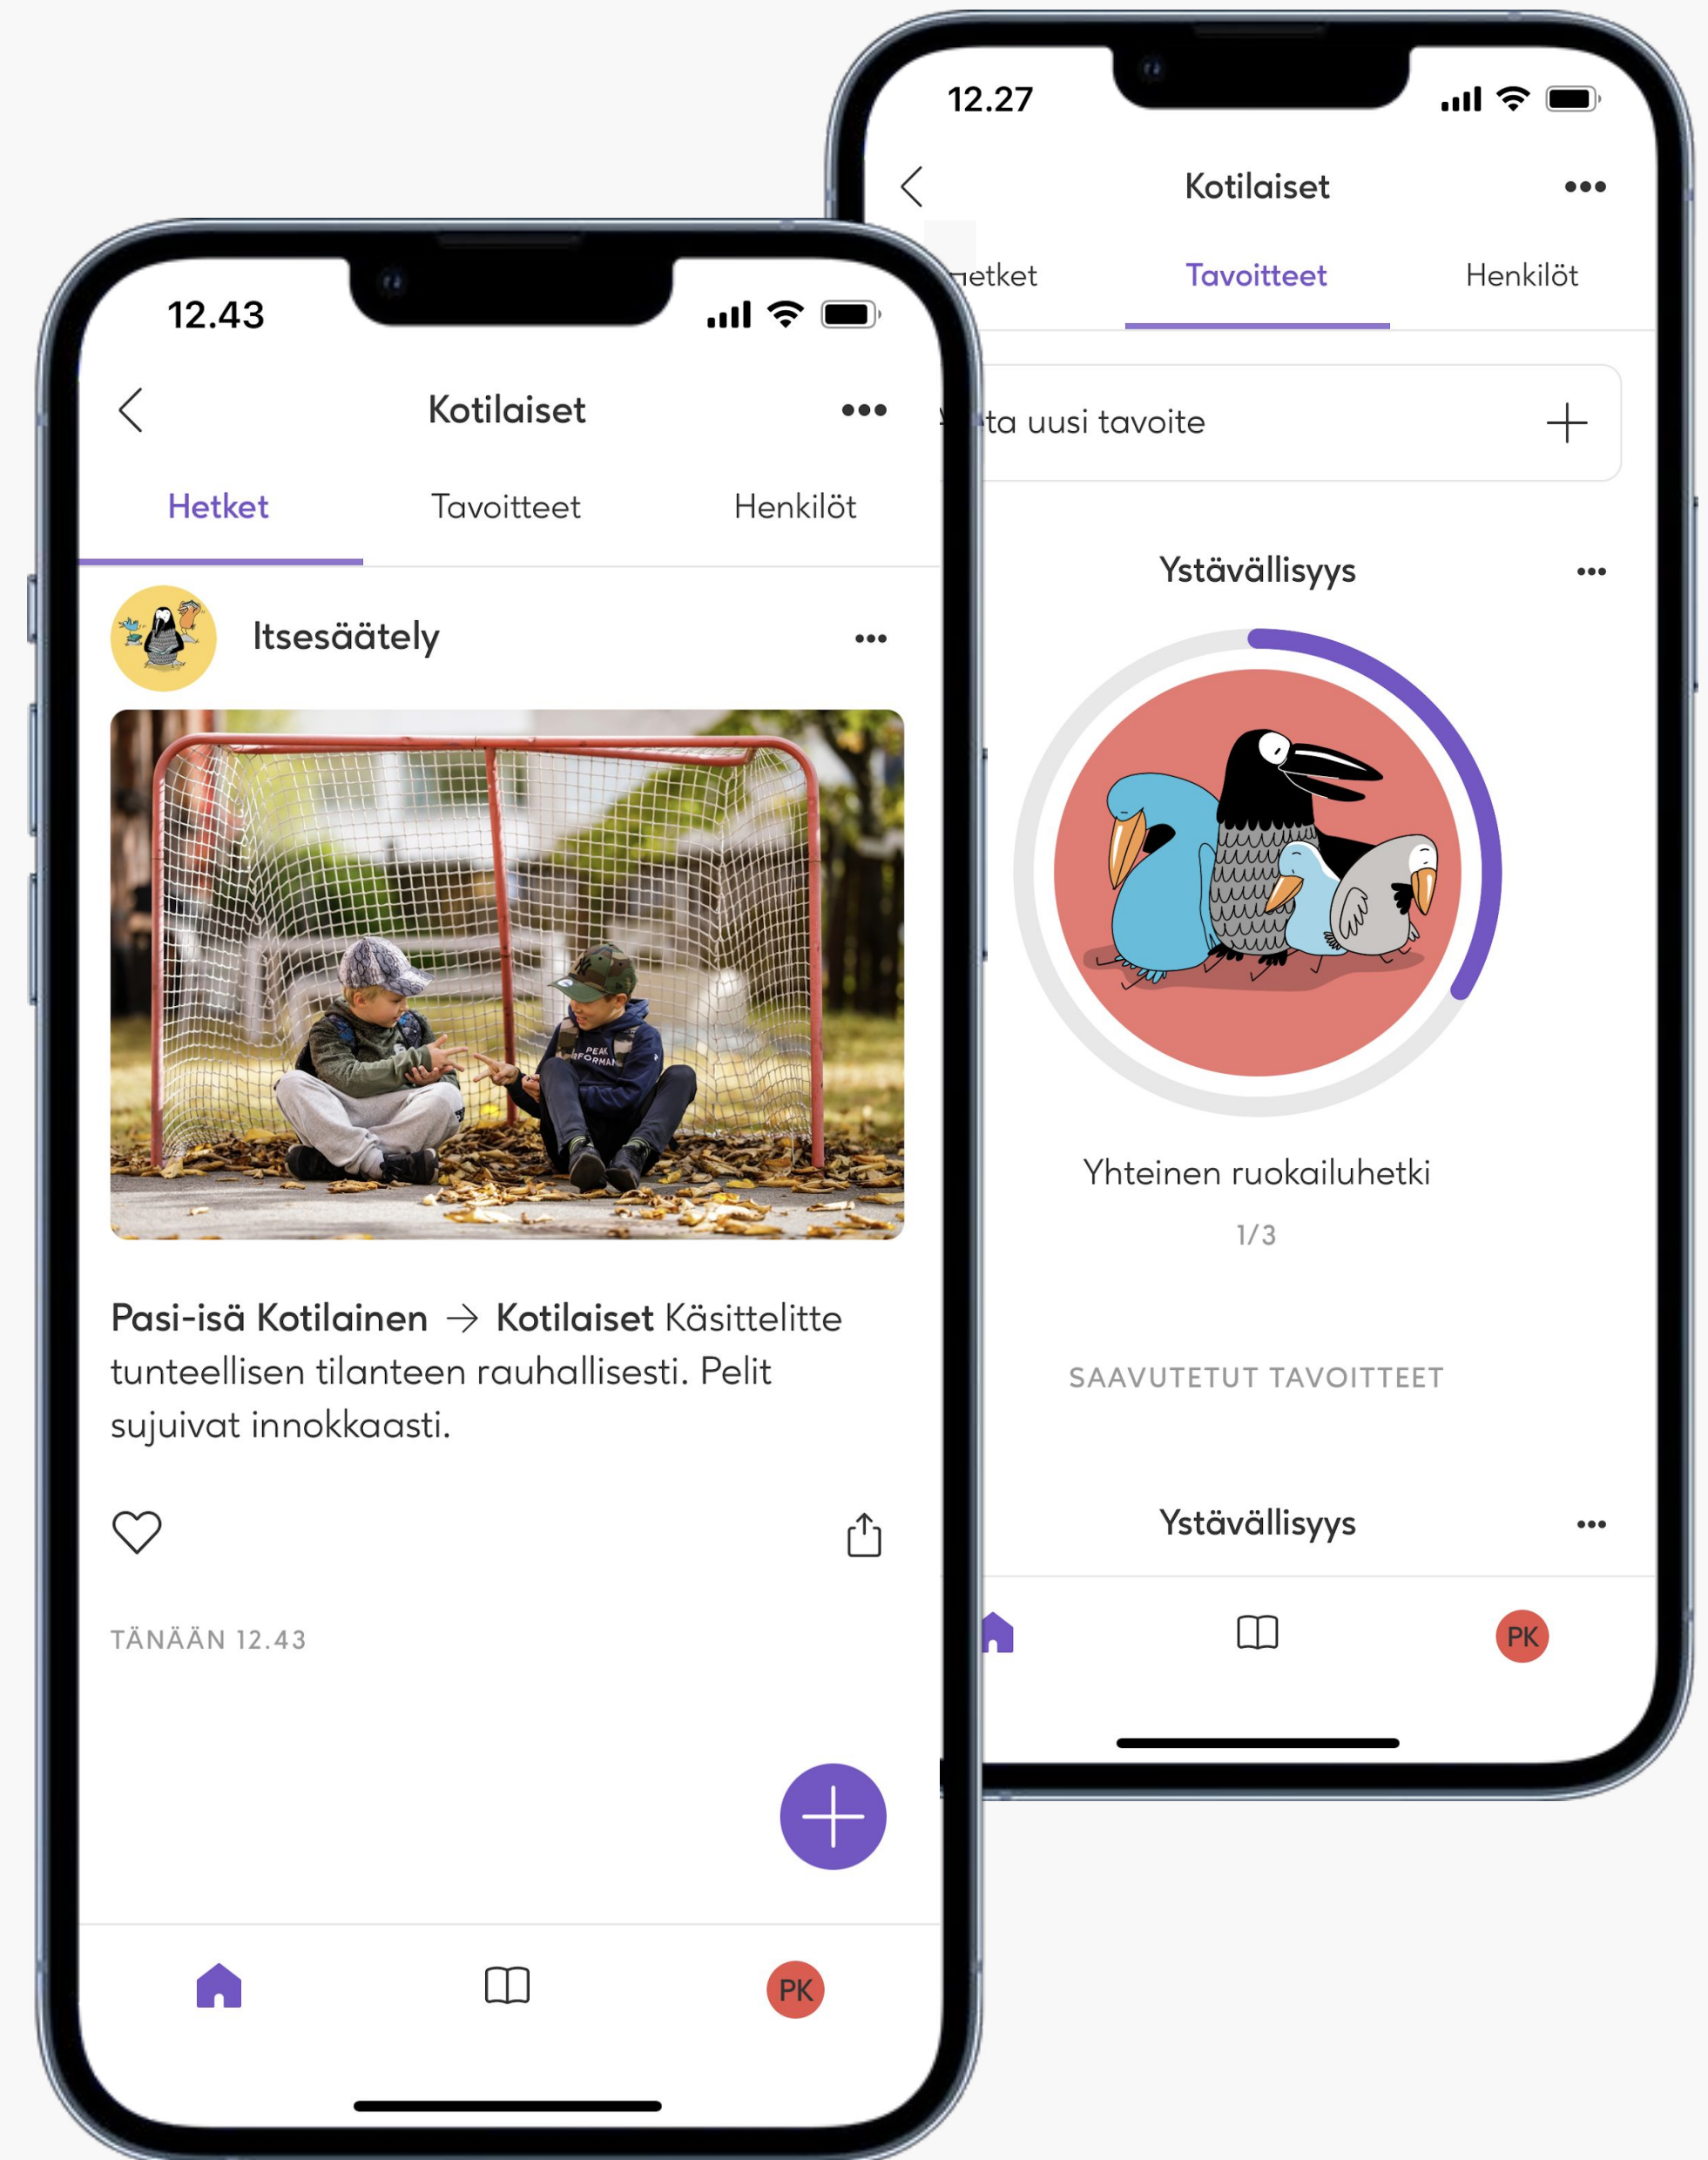 12.43
Kotilaiset
Hetket Tavoitteet Henkilöt
Itsesäätely
PEAK
Pasi-isä Kotilainen → Kotilaiset Käsittelitte
tunteellisen tilanteen rauhallisesti. Pelit
sujuivat innokkaasti.
TÄNÄÄN 12.43
PK
12.27
Kotilaiset
Tavoitteet Henkilöt
uusi tavoite
Ystävällisyys
Yhteinen ruokailuhetki
1/3
SAAVUTETUT TAVOITTEET
Ystävällisyys
PK